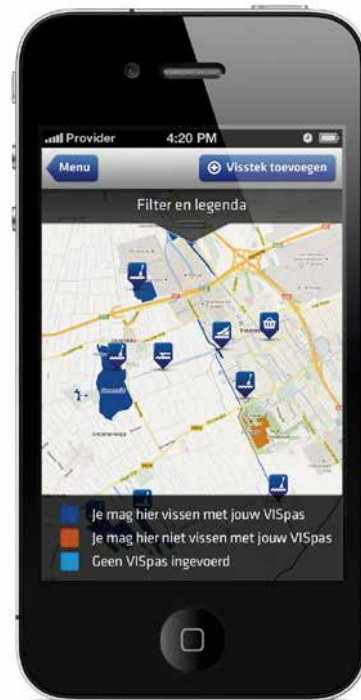 Provider
4:20 PM
Menu
Visstek toevoegen
Filter en legenda
Je mag hier vissen met jouw VISpas
Je mag hier niet vissen met jouw VISpas
Geen VISpas ingevoerd